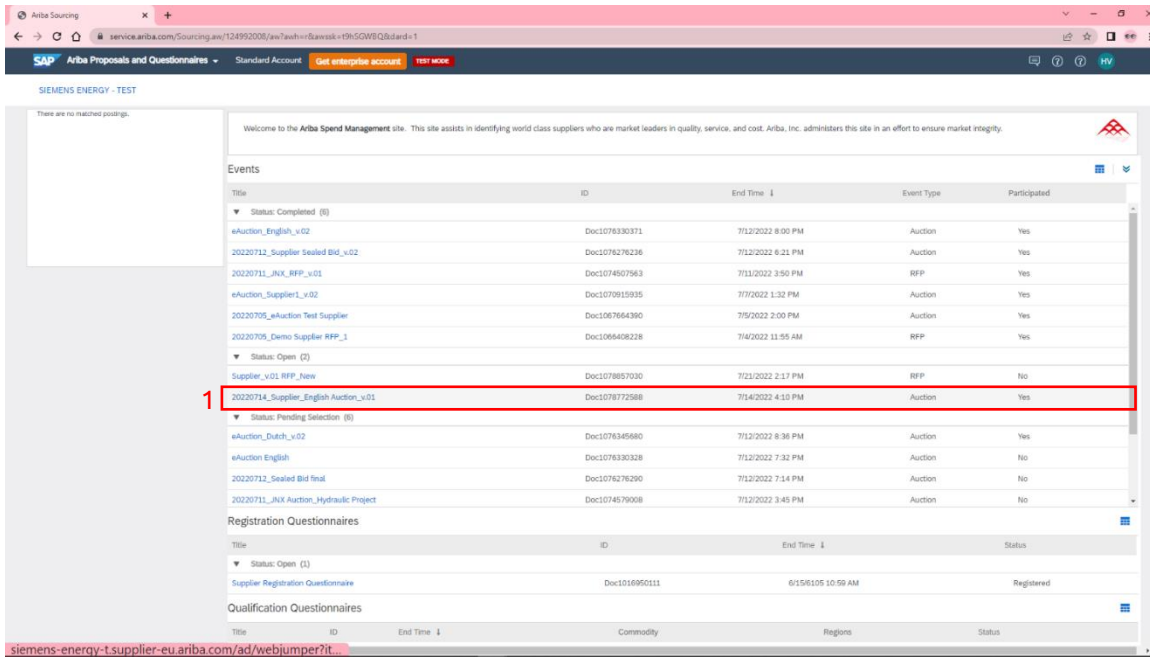 Ariba Sourcing
service.ariba.com/Sourcing.aw/124992008/aw?awh=r&awssk=t9hSGWBQ&dard=1
SAP Ariba Proposals and Questionnaires Standard Account Get enterprise account TEST MODE HV
SIEMENS ENERGY - TEST
There are no matched postings.
Welcome to the Ariba Spend Management site. This site assists in identifying world class suppliers who are market leaders in quality, service, and cost. Ariba, Inc. administers this site in an effort to ensure market integrity.
Events
Title ID End Time ↓ Event Type Participated
▼ Status: Completed (6)
eAuction_English_v.02 Doc1076330371 7/12/2022 8:00 PM Auction Yes
20220712_Supplier Sealed Bid_v.02 Doc1076276236 7/12/2022 6:21 PM Auction Yes
20220711_JNX_RFP_v.01 Doc1074507563 7/11/2022 3:50 PM RFP Yes
eAuction_Supplier1_v.02 Doc1070915935 7/7/2022 1:32 PM Auction Yes
20220705_eAuction Test Supplier Doc1067664390 7/5/2022 2:00 PM Auction Yes
20220705_Demo Supplier RFP_1 Doc1066408228 7/4/2022 11:55 AM RFP Yes
▼ Status: Open (2)
Supplier_v.01 RFP_New Doc1078857030 7/21/2022 2:17 PM RFP No
1 20220714_Supplier_English Auction_v.01 Doc1078772588 7/14/2022 4:10 PM Auction Yes
▼ Status: Pending Selection (6)
eAuction_Dutch_v.02 Doc1076345680 7/12/2022 8:36 PM Auction Yes
eAuction English Doc1076330328 7/12/2022 7:32 PM Auction No
20220712_Sealed Bid final Doc1076276290 7/12/2022 7:14 PM Auction No
20220711_JNX Auction_Hydraulic Project Doc1074579008 7/12/2022 3:45 PM Auction No
Registration Questionnaires
Title ID End Time ↓ Status
▼ Status: Open (1)
Supplier Registration Questionnaire Doc1016950111 6/15/6105 10:59 AM Registered
Qualification Questionnaires
Title ID End Time ↓ Commodity Regions Status
siemens-energy-t.supplier-eu.ariba.com/ad/webjumper?it...